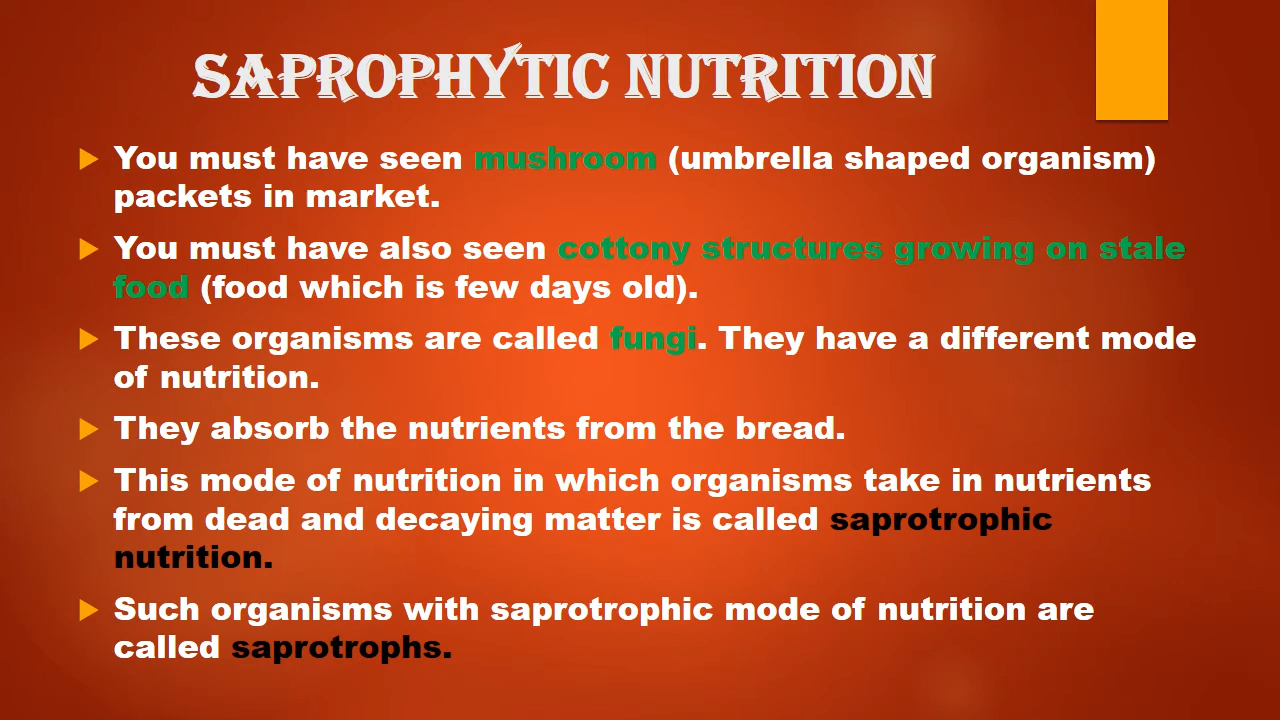 SAPROPHYTIC NUTRITION
You must have seen mushroom (umbrella shaped organism)
packets in market.
You must have also seen cottony structures growing on stale
food (food which is few days old).
These organisms are called fungi. They have a different mode
of nutrition.
They absorb the nutrients from the bread.
This mode of nutrition in which organisms take in nutrients
from dead and decaying matter is called saprotrophic
nutrition.
Such organisms with saprotrophic mode of nutrition are
called saprotrophs.